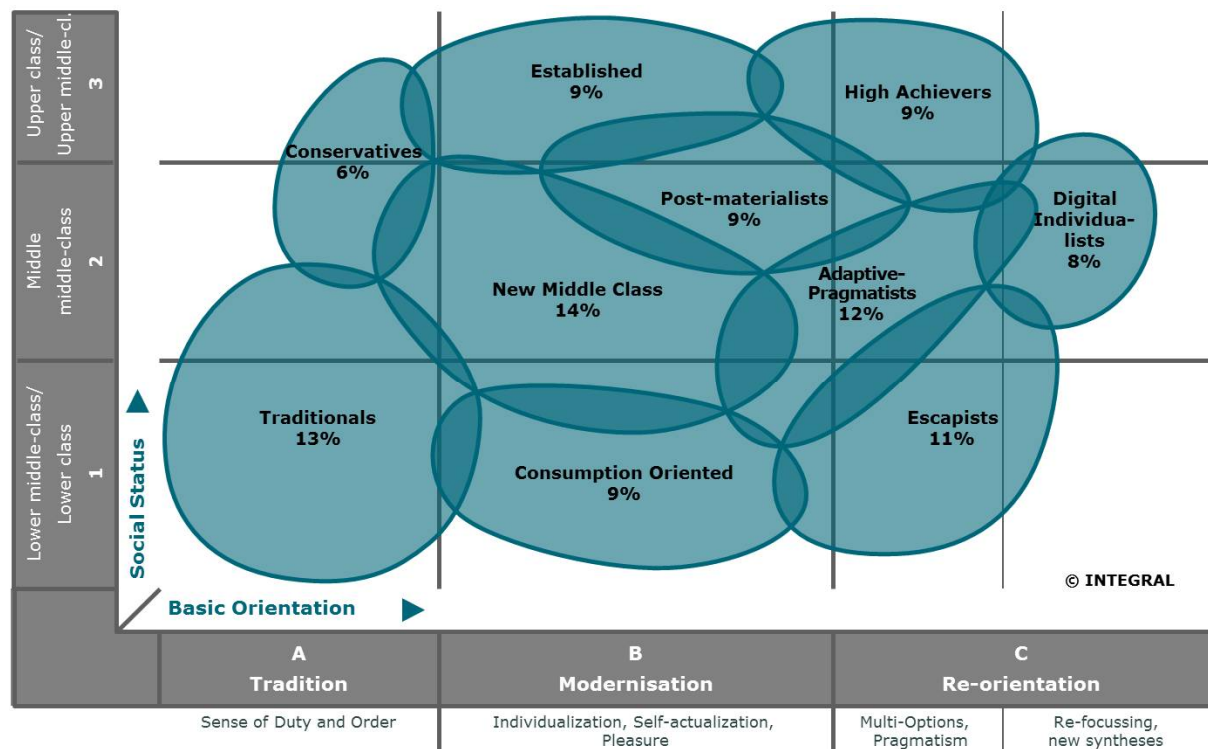 Upper class/
Upper middle-cl.
3
Middle
middle-class
2
Lower middle-class/
Lower class
1
Social Status
Basic Orientation
Established
9%
High Achievers
9%
Conservatives
6%
Post-materialists
9%
Digital
Individua-
lists
8%
Adaptive-
Pragmatists
12%
New Middle Class
14%
Traditionals
13%
Escapists
11%
Consumption Oriented
9%
© INTEGRAL
A
Tradition
B
Modernisation
C
Re-orientation
Sense of Duty and Order
Individualization, Self-actualization,
Pleasure
Multi-Options,
Pragmatism
Re-focussing,
new syntheses